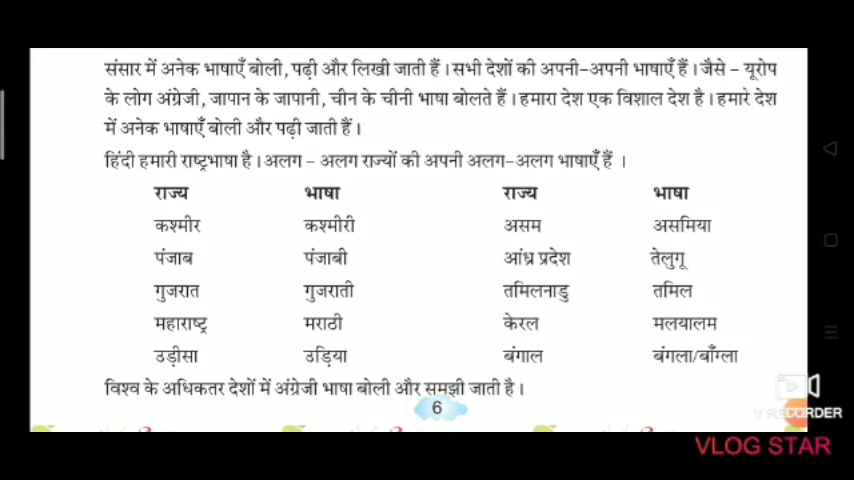 संसार में अनेक भाषाएँ बोली, पढ़ी और लिखी जाती हैं। सभी देशों की अपनी-अपनी भाषाएँ हैं। जैसे – यूरोप
के लोग अंग्रेजी, जापान के जापानी, चीन के चीनी भाषा बोलते हैं। हमारा देश एक विशाल देश है। हमारे देश
में अनेक भाषाएँ बोली और पढ़ी जाती हैं।
हिंदी हमारी राष्ट्रभाषा है। अलग – अलग राज्यों की अपनी अलग-अलग भाषाएँ हैं ।
राज्य भाषा राज्य भाषा
कश्मीर कश्मीरी असम असमिया
पंजाब पंजाबी आंध्र प्रदेश तेलुगू
गुजरात गुजराती तमिलनाडु तमिल
महाराष्ट्र मराठी केरल मलयालम
उड़ीसा उड़िया बंगाल बंगला/बाँग्ला
विश्व के अधिकतर देशों में अंग्रेजी भाषा बोली और समझी जाती है।
6
V RECORDER
VLOG STAR